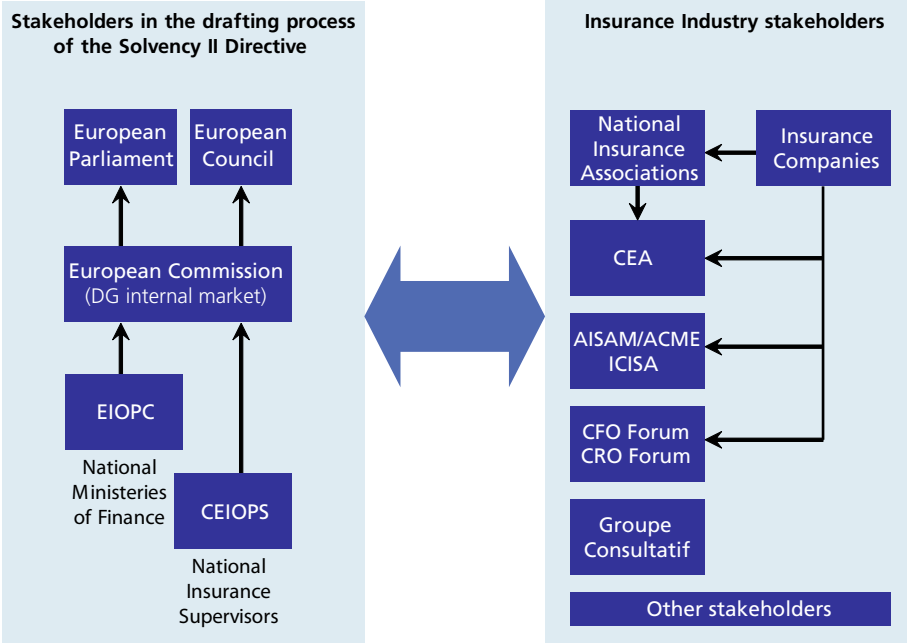 Stakeholders in the drafting process
of the Solvency II Directive
European
Parliament
European
Council
European Commission
(DG internal market)
EIOPC
National
Ministeries
of Finance
CEIOPS
National
Insurance
Supervisors
Insurance Industry stakeholders
National
Insurance
Associations
Insurance
Companies
CEA
AISAM/ACME
ICISA
CFO Forum
CRO Forum
Groupe
Consultatif
Other stakeholders